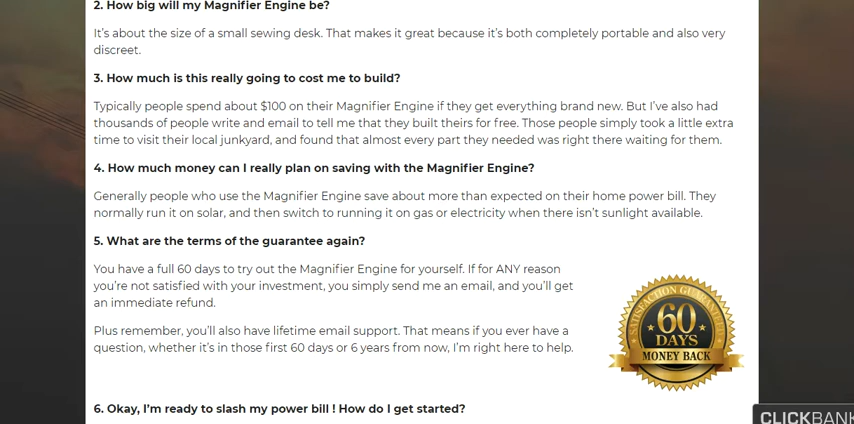 2. How big will my Magnifier Engine be?
It’s about the size of a small sewing desk. That makes it great because it’s both completely portable and also very
discreet.
3. How much is this really going to cost me to build?
Typically people spend about $100 on their Magnifier Engine if they get everything brand new. But I’ve also had
thousands of people write and email to tell me that they built theirs for free. Those people simply took a little extra
time to visit their local junkyard, and found that almost every part they needed was right there waiting for them.
4. How much money can I really plan on saving with the Magnifier Engine?
Generally people who use the Magnifier Engine save about more than expected on their home power bill. They
normally run it on solar, and then switch to running it on gas or electricity when there isn’t sunlight available.
5. What are the terms of the guarantee again?
You have a full 60 days to try out the Magnifier Engine for yourself. If for ANY reason
you’re not satisfied with your investment, you simply send me an email, and you’ll get
an immediate refund.
Plus remember, you’ll also have lifetime email support. That means if you ever have a
question, whether it’s in those first 60 days or 6 years from now, I’m right here to help.
SATISFACTION GUARANTEED
60
DAYS
MONEY BACK
6. Okay, I’m ready to slash my power bill ! How do I get started?
CLICKBANK